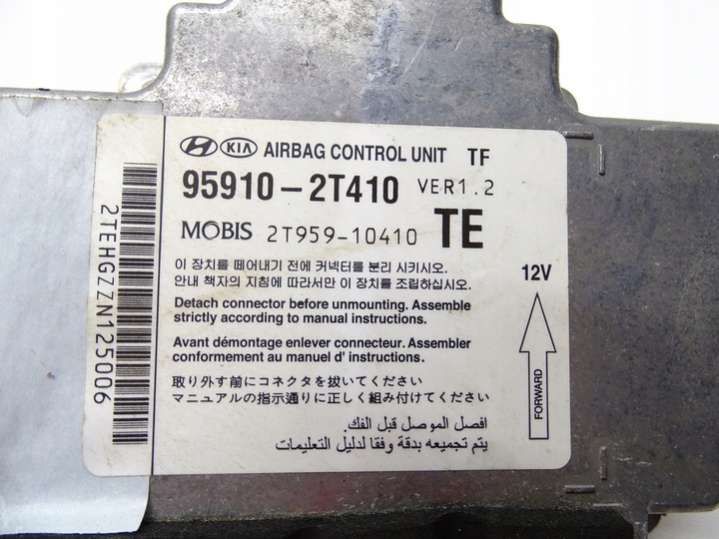 HYUNDAI KIA AIRBAG CONTROL UNIT TF
95910-2T410 VER1.2
MOBIS 2T959-10410 TE
이 장치를 떼어내기 전에 커넥터를 분리 시키시오.
안내 책자의 지침에 따라서만 이 장치를 조립하십시오.
Detach connector before unmounting. Assemble
strictly according to manual instructions.
Avant démontage enlever connecteur. Assembler
conformement au manuel d' instructions.
取り外す前にコネクタを抜いてください
マニュアルの指示通りに正しく組み付けてください
افصل الموصل قبل الفك.
يتم تجميعه بدقة وفقا لدليل التعليمات
12V
FORWARD
2TEHGZZN125006